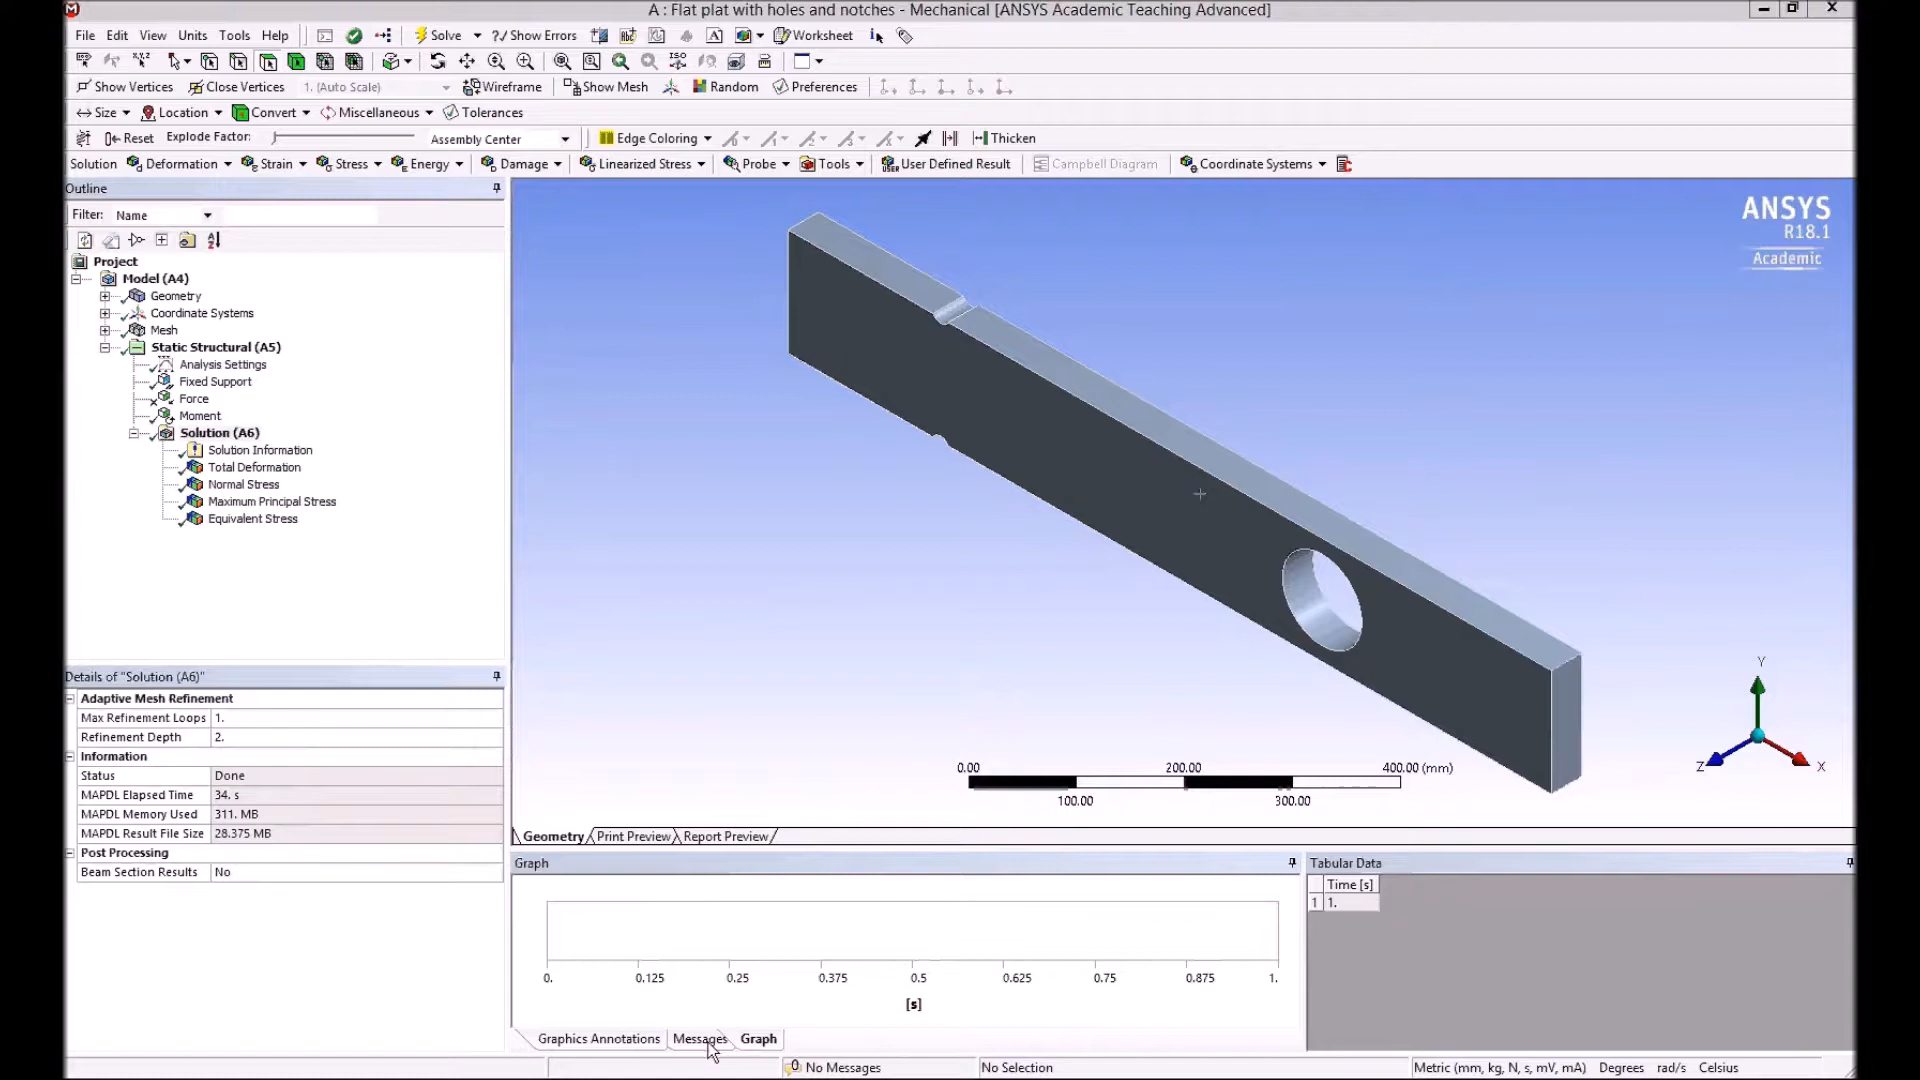 A : Flat plat with holes and notches - Mechanical [ANSYS Academic Teaching Advanced]
File Edit View Units Tools Help Solve ?/ Show Errors Worksheet
Show Vertices Close Vertices 1. (Auto Scale) Wireframe Show Mesh Random Preferences
Size Location Convert Miscellaneous Tolerances
Reset Explode Factor: Assembly Center Edge Coloring Thicken
Solution Deformation Strain Stress Energy Damage Linearized Stress Probe Tools User Defined Result Campbell Diagram Coordinate Systems
Outline
Filter: Name
Project
Model (A4)
Geometry
Coordinate Systems
Mesh
Static Structural (A5)
Analysis Settings
Fixed Support
Force
Moment
Solution (A6)
Solution Information
Total Deformation
Normal Stress
Maximum Principal Stress
Equivalent Stress
Details of "Solution (A6)"
Adaptive Mesh Refinement
Max Refinement Loops 1.
Refinement Depth 2.
Information
Status Done
MAPDL Elapsed Time 34. s
MAPDL Memory Used 311. MB
MAPDL Result File Size 28.375 MB
Post Processing
Beam Section Results No
ANSYS
R18.1
Academic
Y
Z X
0.00 200.00 400.00 (mm)
100.00 300.00
Geometry Print Preview Report Preview
Graph
0. 0.125 0.25 0.375 0.5 0.625 0.75 0.875 1.
[s]
Graphics Annotations Messages Graph
Tabular Data
Time [s]
1 1.
0 No Messages No Selection Metric (mm, kg, N, s, mV, mA) Degrees rad/s Celsius